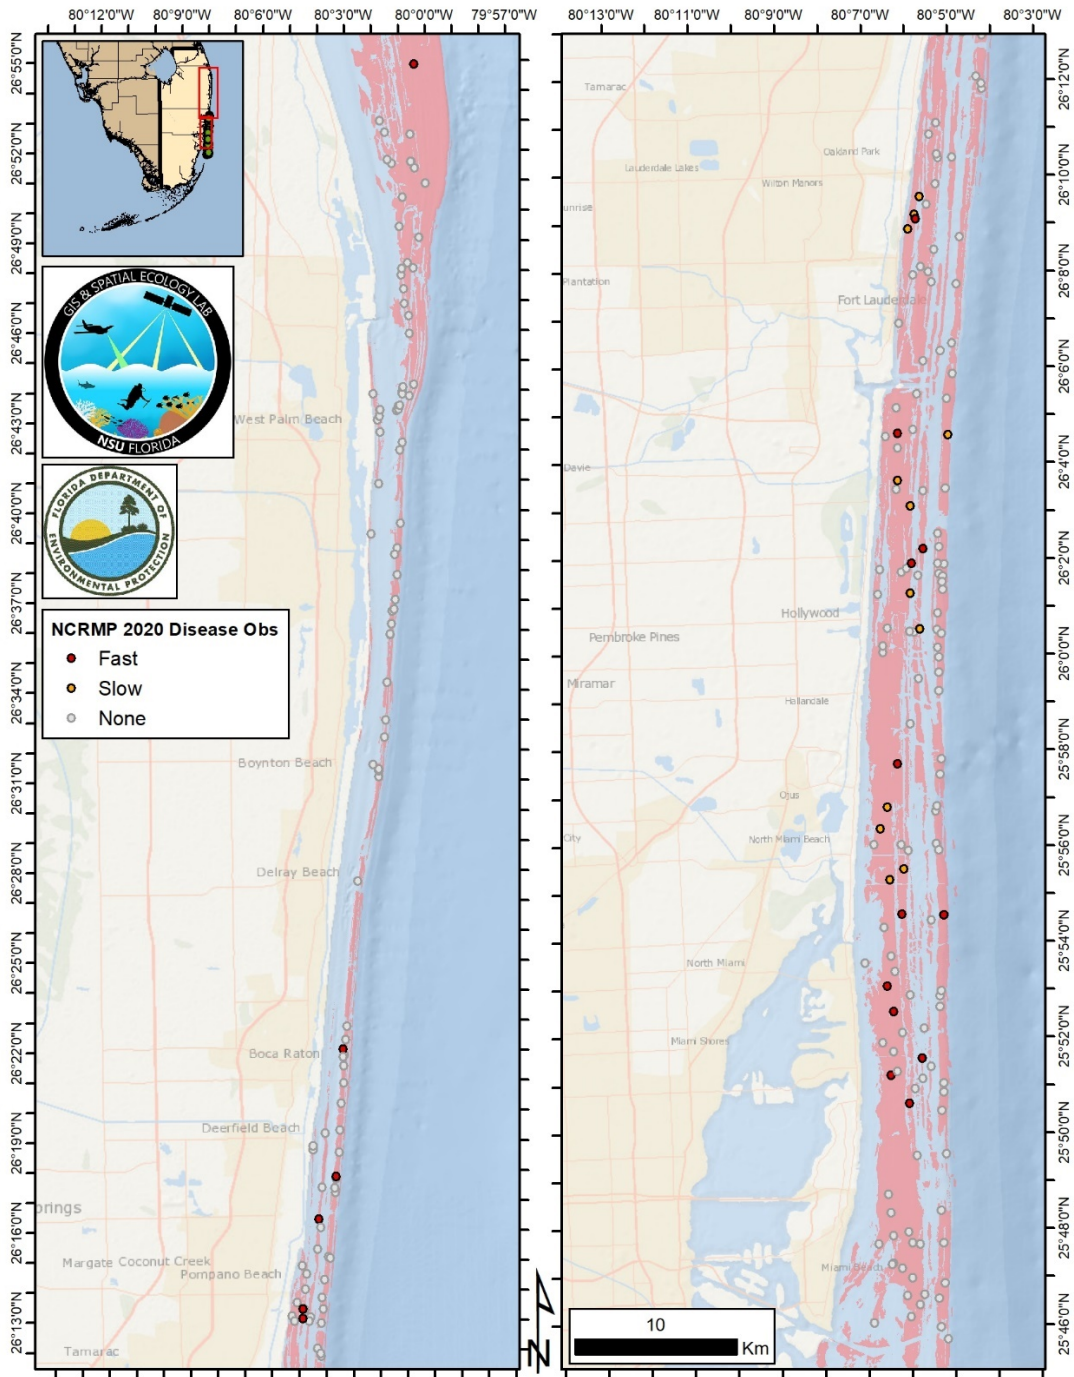 80°12'0"W 80°9'0"W 80°6'0"W 80°3'0"W 80°0'0"W 79°57'0"W
80°13'0"W 80°11'0"W 80°9'0"W 80°7'0"W 80°5'0"W 80°3'0"W
26°55'0"N
26°52'0"N
26°49'0"N
26°46'0"N
26°43'0"N
26°40'0"N
26°37'0"N
26°34'0"N
26°31'0"N
26°28'0"N
26°25'0"N
26°22'0"N
26°19'0"N
26°16'0"N
26°13'0"N
GIS & SPATIAL ECOLOGY LAB
NSU FLORIDA
FLORIDA DEPARTMENT OF
ENVIRONMENTAL PROTECTION
NCRMP 2020 Disease Obs
Fast
Slow
None
West Palm Beach
Boynton Beach
Delray Beach
Boca Raton
Deerfield Beach
prings
Margate Coconut Creek
Pompano Beach
Tamarac
N
Tamarac
Oakland Park
Lauderdale Lakes
Wilton Manors
unrise
Plantation
Fort Lauderdale
Davie
Hollywood
Pembroke Pines
Miramar
Hallandale
Ojus
City
North Miami Beach
North Miami
Miami Shores
Miami Beach
10
Km
26°12'0"N
26°10'0"N
26°8'0"N
26°6'0"N
26°4'0"N
26°2'0"N
26°0'0"N
25°58'0"N
25°56'0"N
25°54'0"N
25°52'0"N
25°50'0"N
25°48'0"N
25°46'0"N